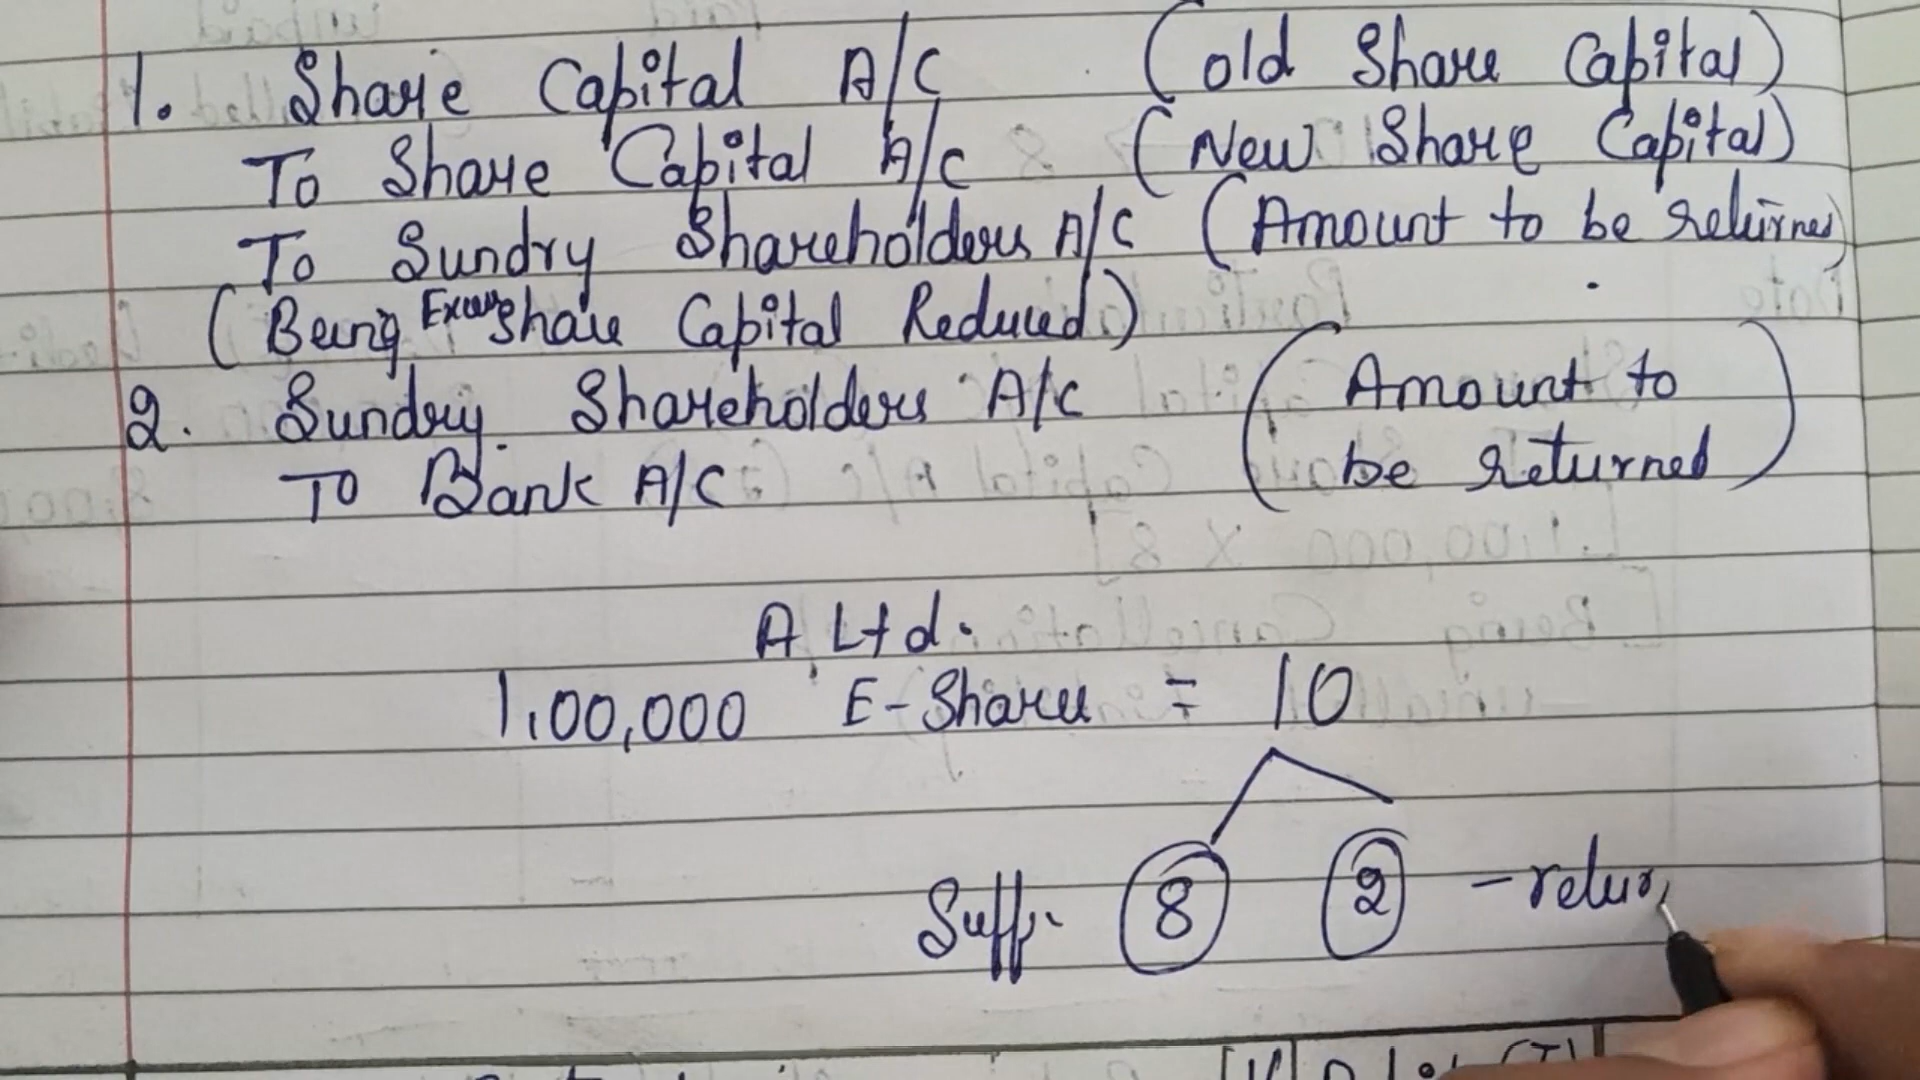 1. Share Capital A/C (old Share Capital)
To Share Capital A/c (New Share Capital)
To Sundry Shareholders A/C (Amount to be returned)
(Being Excess Share Capital Reduced)
2. Sundry Shareholders A/C (Amount to
To Bank A/C be returned)
A Ltd.
1,00,000 E-Share = 10
Suff. 8 2 - retur